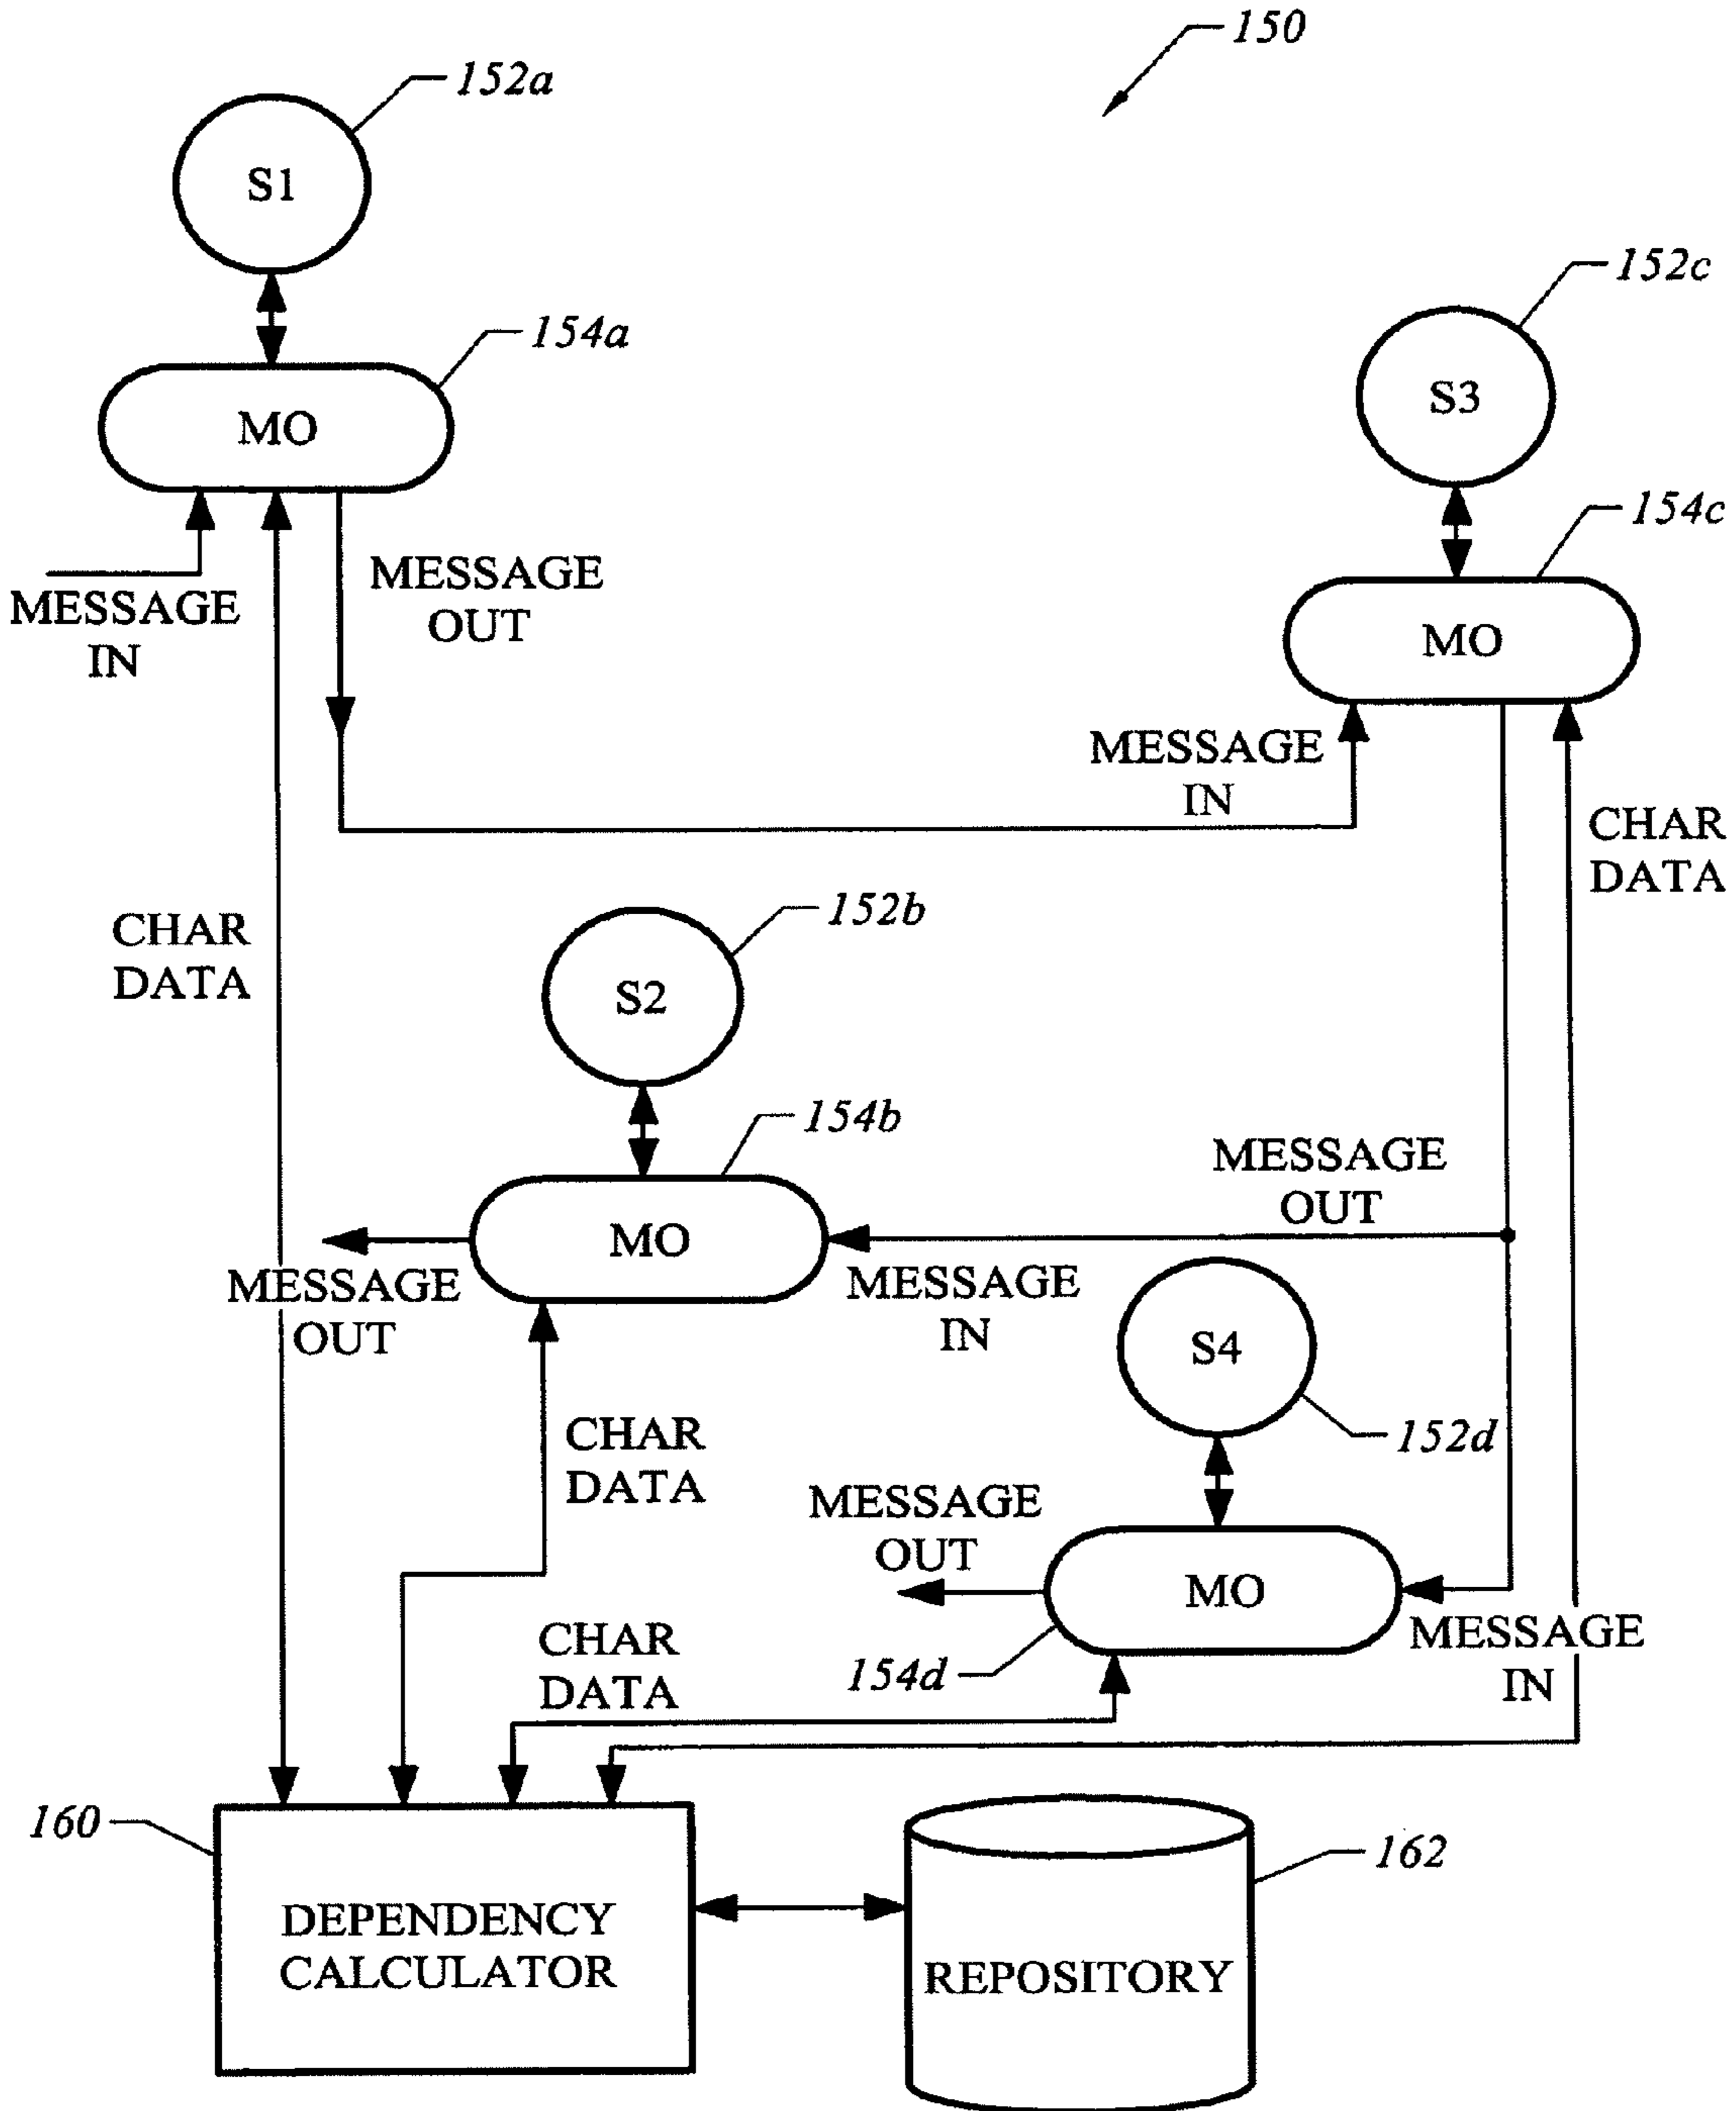 150
152a
S1
152c
154a
MO
S3
154c
MESSAGE
IN
MESSAGE
OUT
MO
MESSAGE
IN
CHAR
DATA
CHAR
DATA
152b
S2
154b
MO
MESSAGE
OUT
MESSAGE
OUT
MESSAGE
IN
S4
152d
CHAR
DATA
MESSAGE
OUT
MO
MESSAGE
IN
154d
CHAR
DATA
160
DEPENDENCY
CALCULATOR
162
REPOSITORY